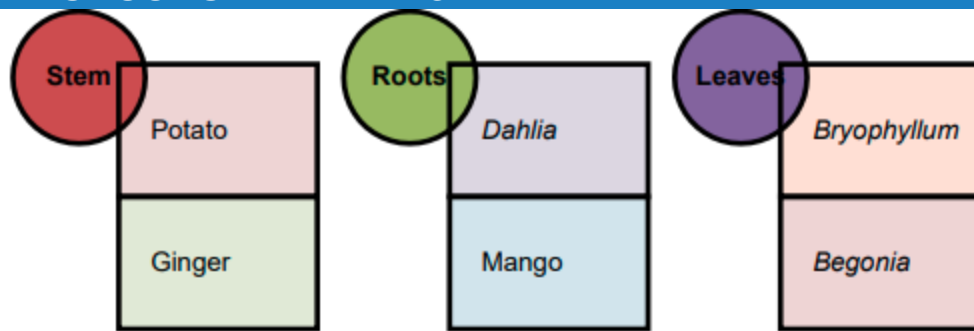 Stem
Potato
Ginger
Roots
Dahlia
Mango
Leaves
Bryophyllum
Begonia